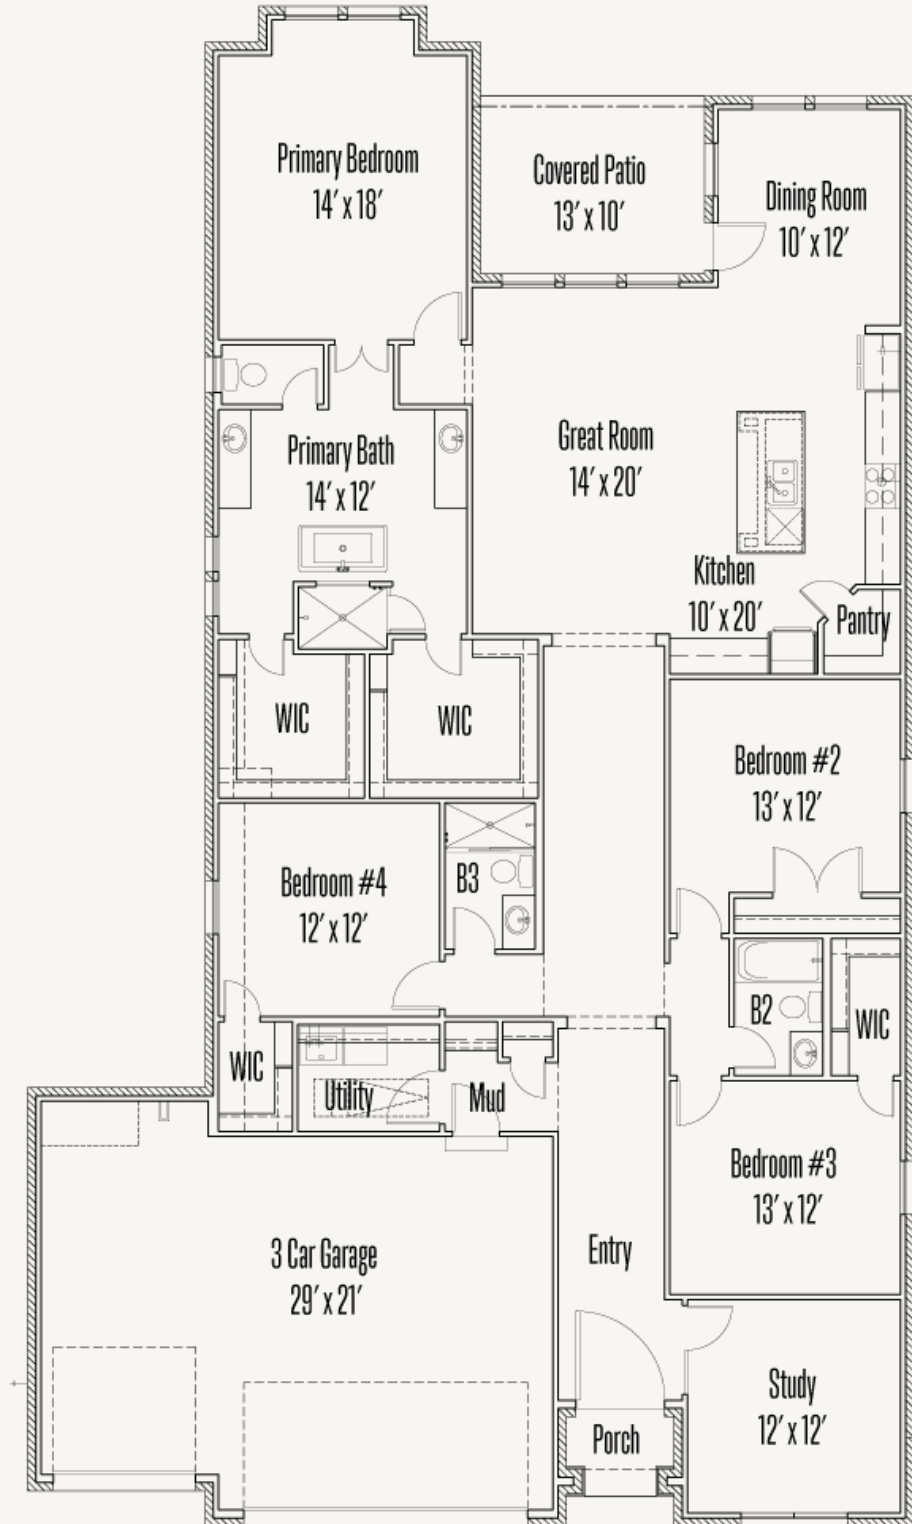 Primary Bedroom
14' x 18'
Covered Patio
13' x 10'
Dining Room
10' x 12'
Great Room
14' x 20'
Primary Bath
14' x 12'
Kitchen
10' x 20'
Pantry
WIC
WIC
Bedroom #2
13' x 12'
Bedroom #4
12' x 12'
B3
B2
WIC
WIC
Utility
Mud
Bedroom #3
13' x 12'
Entry
3 Car Garage
29' x 21'
Study
12' x 12'
Porch